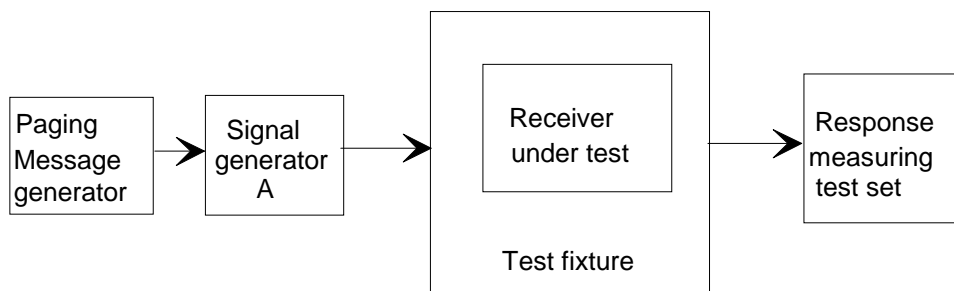 Paging
Message
generator
Signal
generator
A
Receiver
under test
Test fixture
Response
measuring
test set